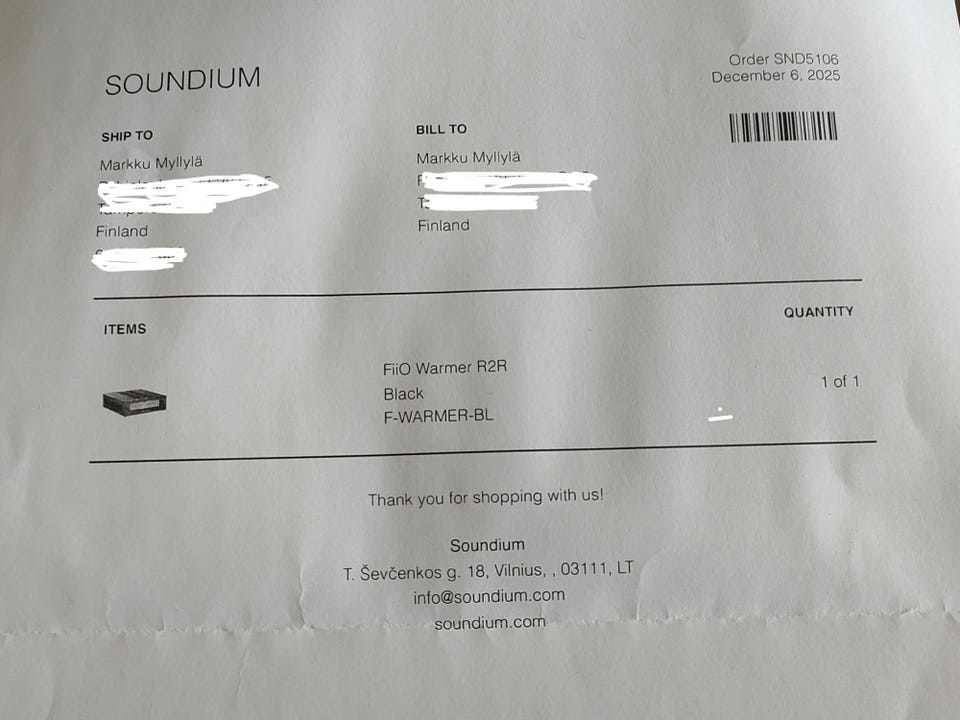 SOUNDIUM
Order SND5106
December 6, 2025
SHIP TO
Markku Myllylä
Finland
BILL TO
Markku Myllylä
Finland
ITEMS
QUANTITY
FiiO Warmer R2R
Black
F-WARMER-BL
1 of 1
Thank you for shopping with us!
Soundium
T. Ševčenkos g. 18, Vilnius, , 03111, LT
info@soundium.com
soundium.com